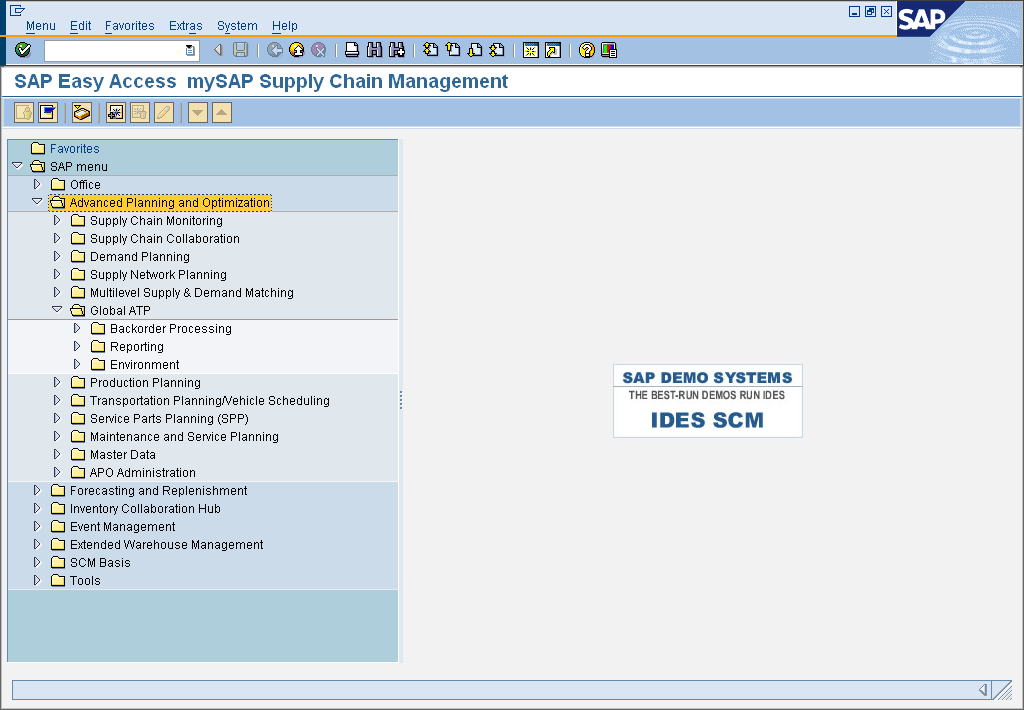 Menu Edit Favorites Extras System Help
SAP
SAP Easy Access mySAP Supply Chain Management
Favorites
SAP menu
Office
Advanced Planning and Optimization
Supply Chain Monitoring
Supply Chain Collaboration
Demand Planning
Supply Network Planning
Multilevel Supply & Demand Matching
Global ATP
Backorder Processing
Reporting
Environment
Production Planning
Transportation Planning/Vehicle Scheduling
Service Parts Planning (SPP)
Maintenance and Service Planning
Master Data
APO Administration
Forecasting and Replenishment
Inventory Collaboration Hub
Event Management
Extended Warehouse Management
SCM Basis
Tools
SAP DEMO SYSTEMS
THE BEST-RUN DEMOS RUN IDES
IDES SCM